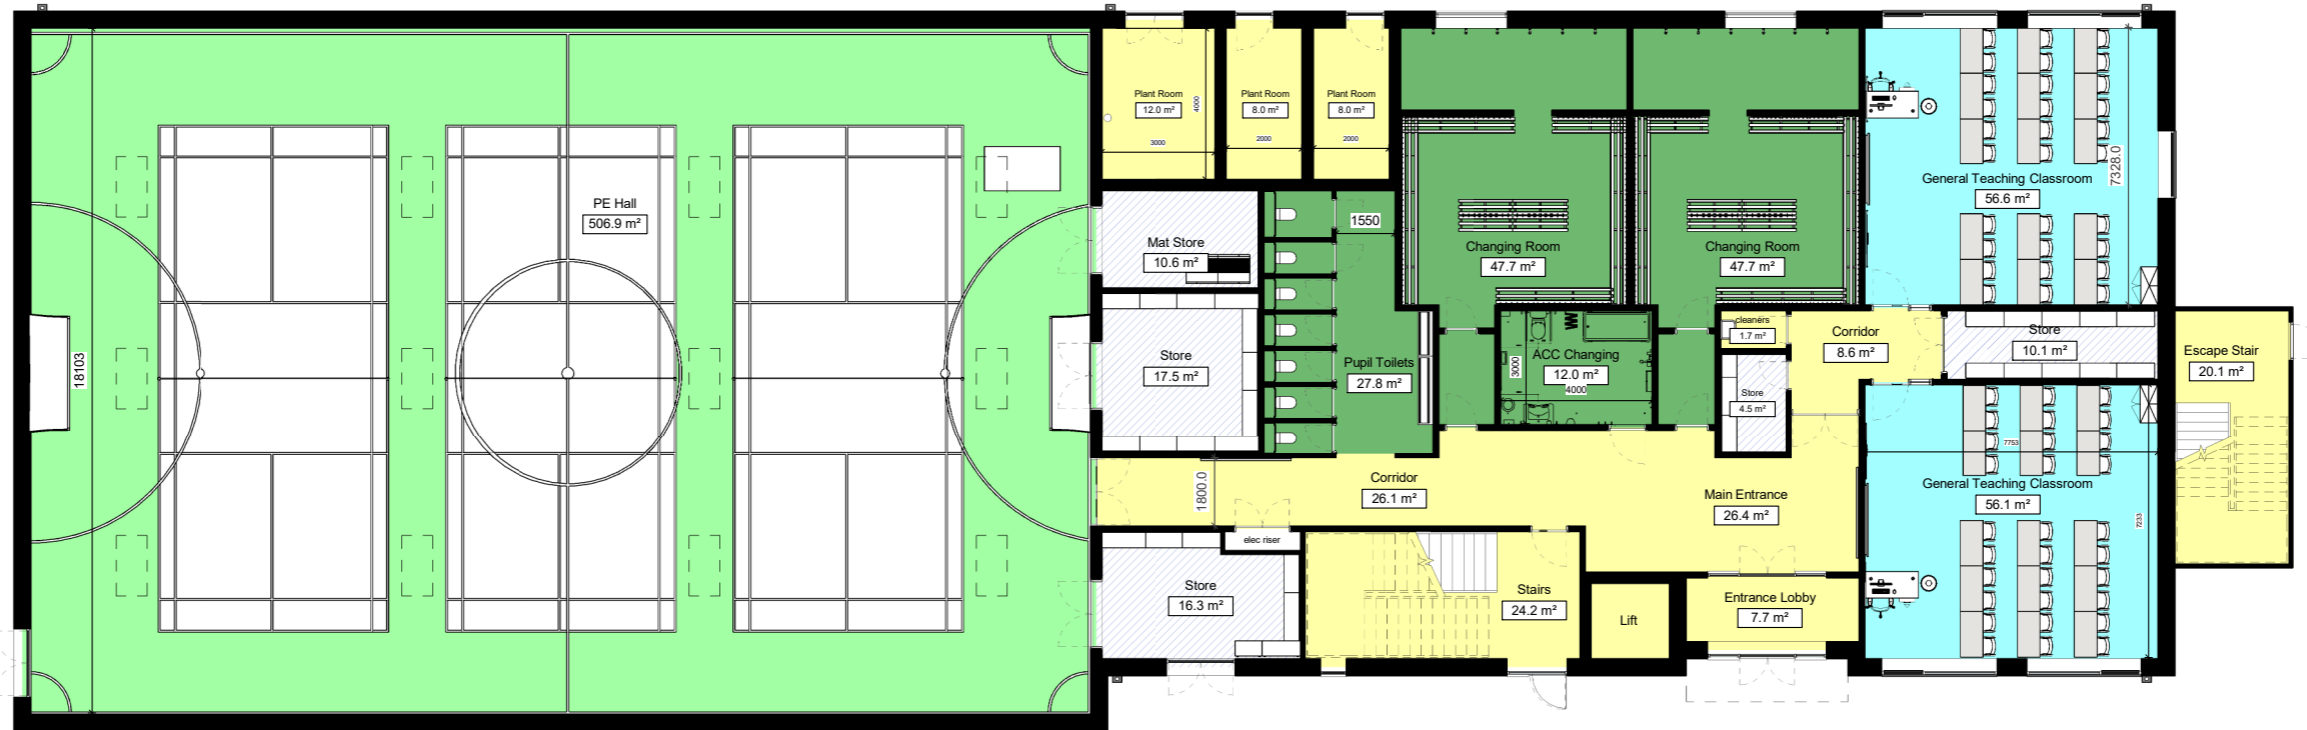 PE Hall
506.9 m²
18103
Plant Room
12.0 m²
3000
4000
Plant Room
8.0 m²
2000
Plant Room
8.0 m²
2000
Mat Store
10.6 m²
Store
17.5 m²
1550
Pupil Toilets
27.8 m²
Changing Room
47.7 m²
Changing Room
47.7 m²
ACC Changing
12.0 m²
4000
3000
cleaners
1.7 m²
Store
4.5 m²
Corridor
8.6 m²
General Teaching Classroom
56.6 m²
7328.0
Store
10.1 m²
Escape Stair
20.1 m²
General Teaching Classroom
56.1 m²
7753
7233
Corridor
26.1 m²
1800.0
Main Entrance
26.4 m²
elec riser
Store
16.3 m²
Stairs
24.2 m²
Lift
Entrance Lobby
7.7 m²